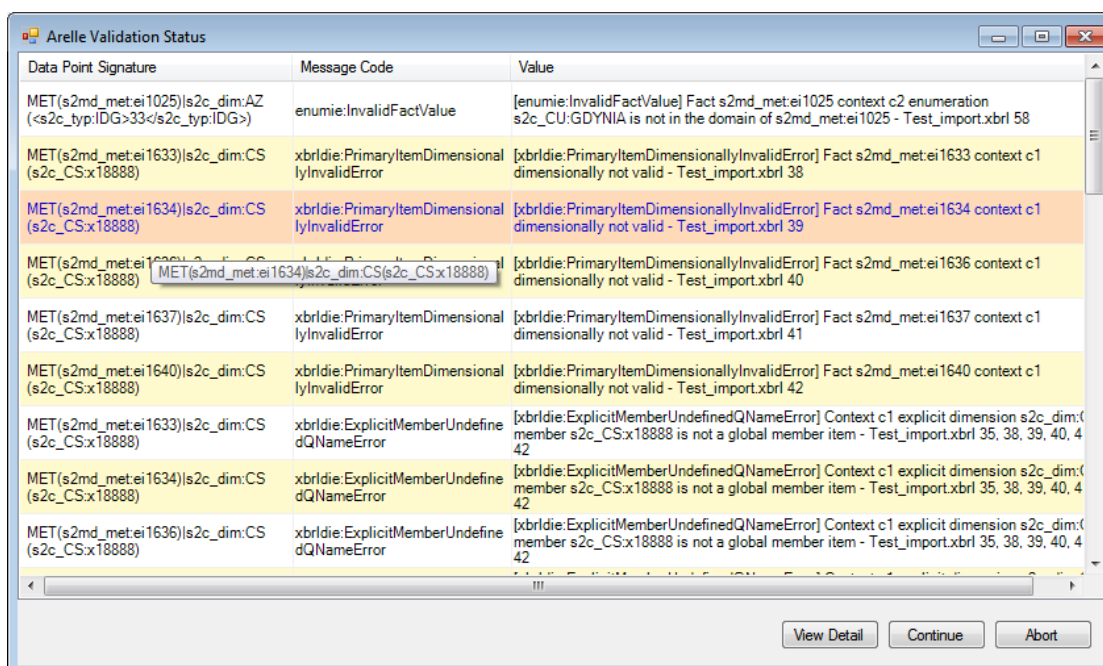 Arelle Validation Status
Data Point Signature Message Code Value
MET(s2md_met:ei1025)|s2c_dim:AZ
(<s2c_typ:IDG>33</s2c_typ:IDG>)
enumie:InvalidFactValue
[enumie:InvalidFactValue] Fact s2md_met:ei1025 context c2 enumeration
s2c_CU:GDYNIA is not in the domain of s2md_met:ei1025 - Test_import.xbrl 58
MET(s2md_met:ei1633)|s2c_dim:CS
(s2c_CS:x18888)
xbrldie:PrimaryItemDimensional
lyInvalidError
[xbrldie:PrimaryItemDimensionallyInvalidError] Fact s2md_met:ei1633 context c1
dimensionally not valid - Test_import.xbrl 38
MET(s2md_met:ei1634)|s2c_dim:CS
(s2c_CS:x18888)
xbrldie:PrimaryItemDimensional
lyInvalidError
[xbrldie:PrimaryItemDimensionallyInvalidError] Fact s2md_met:ei1634 context c1
dimensionally not valid - Test_import.xbrl 39
(s2c_CS:x18888)
MET(s2md_met:ei1634)|s2c_dim:CS(s2c_CS:x18888)
[xbrldie:PrimaryItemDimensionallyInvalidError] Fact s2md_met:ei1636 context c1
dimensionally not valid - Test_import.xbrl 40
MET(s2md_met:ei1637)|s2c_dim:CS
(s2c_CS:x18888)
xbrldie:PrimaryItemDimensional
lyInvalidError
[xbrldie:PrimaryItemDimensionallyInvalidError] Fact s2md_met:ei1637 context c1
dimensionally not valid - Test_import.xbrl 41
MET(s2md_met:ei1640)|s2c_dim:CS
(s2c_CS:x18888)
xbrldie:PrimaryItemDimensional
lyInvalidError
[xbrldie:PrimaryItemDimensionallyInvalidError] Fact s2md_met:ei1640 context c1
dimensionally not valid - Test_import.xbrl 42
MET(s2md_met:ei1633)|s2c_dim:CS
(s2c_CS:x18888)
xbrldie:ExplicitMemberUndefine
dQNameError
[xbrldie:ExplicitMemberUndefinedQNameError] Context c1 explicit dimension s2c_dim:
member s2c_CS:x18888 is not a global member item - Test_import.xbrl 35, 38, 39, 40, 4
42
MET(s2md_met:ei1634)|s2c_dim:CS
(s2c_CS:x18888)
xbrldie:ExplicitMemberUndefine
dQNameError
[xbrldie:ExplicitMemberUndefinedQNameError] Context c1 explicit dimension s2c_dim:
member s2c_CS:x18888 is not a global member item - Test_import.xbrl 35, 38, 39, 40, 4
42
MET(s2md_met:ei1636)|s2c_dim:CS
(s2c_CS:x18888)
xbrldie:ExplicitMemberUndefine
dQNameError
[xbrldie:ExplicitMemberUndefinedQNameError] Context c1 explicit dimension s2c_dim:
member s2c_CS:x18888 is not a global member item - Test_import.xbrl 35, 38, 39, 40, 4
42
View Detail Continue Abort